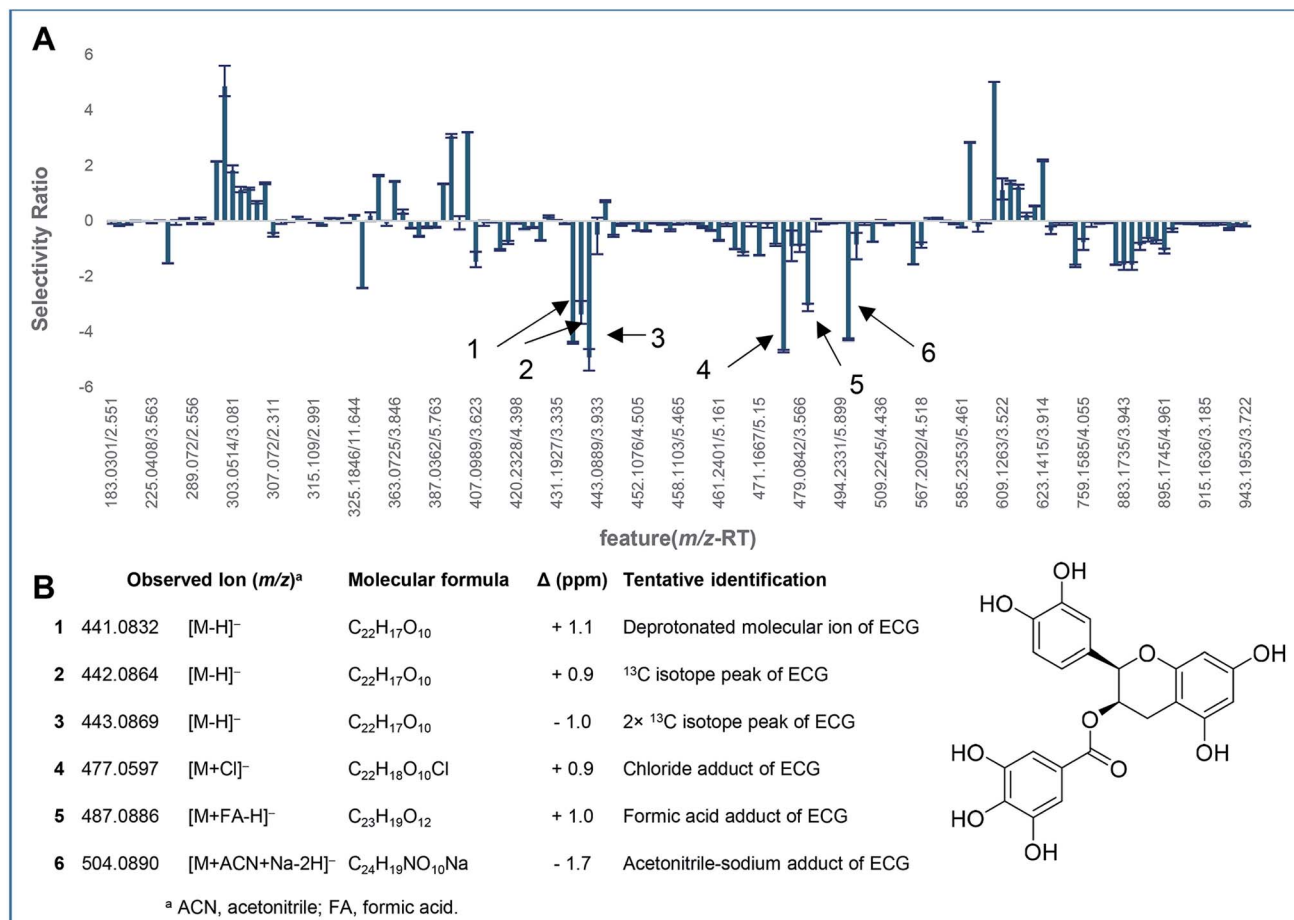 A
Selectivity Ratio
6
4
2
0
-2
-4
-6
1
2
3
4
5
6
183.0301/2.551
225.0408/3.563
289.072/2.556
303.0514/3.081
307.072/2.311
315.109/2.991
325.1846/11.644
363.0725/3.846
387.0362/5.763
407.0989/3.623
420.2328/4.398
431.1927/3.335
443.0889/3.933
452.1076/4.505
458.1103/5.465
461.2401/5.161
471.1667/5.15
479.0842/3.566
494.2331/5.899
509.2245/4.436
567.2092/4.518
585.2353/5.461
609.1263/3.522
623.1415/3.914
759.1585/4.055
883.1735/3.943
895.1745/4.961
915.1636/3.185
943.1953/3.722
feature(m/z-RT)
B
Observed Ion (m/z)ᵃ Molecular formula Δ (ppm) Tentative identification
1 441.0832 [M-H]⁻ C₂₂H₁₇O₁₀ + 1.1 Deprotonated molecular ion of ECG
2 442.0864 [M-H]⁻ C₂₂H₁₇O₁₀ + 0.9 ¹³C isotope peak of ECG
3 443.0869 [M-H]⁻ C₂₂H₁₇O₁₀ - 1.0 2× ¹³C isotope peak of ECG
4 477.0597 [M+Cl]⁻ C₂₂H₁₈O₁₀Cl + 0.9 Chloride adduct of ECG
5 487.0886 [M+FA-H]⁻ C₂₃H₁₉O₁₂ + 1.0 Formic acid adduct of ECG
6 504.0890 [M+ACN+Na-2H]⁻ C₂₄H₁₉NO₁₀Na - 1.7 Acetonitrile-sodium adduct of ECG
ᵃ ACN, acetonitrile; FA, formic acid.
OH
HO
O
OH
O
OH
HO
O
HO
OH